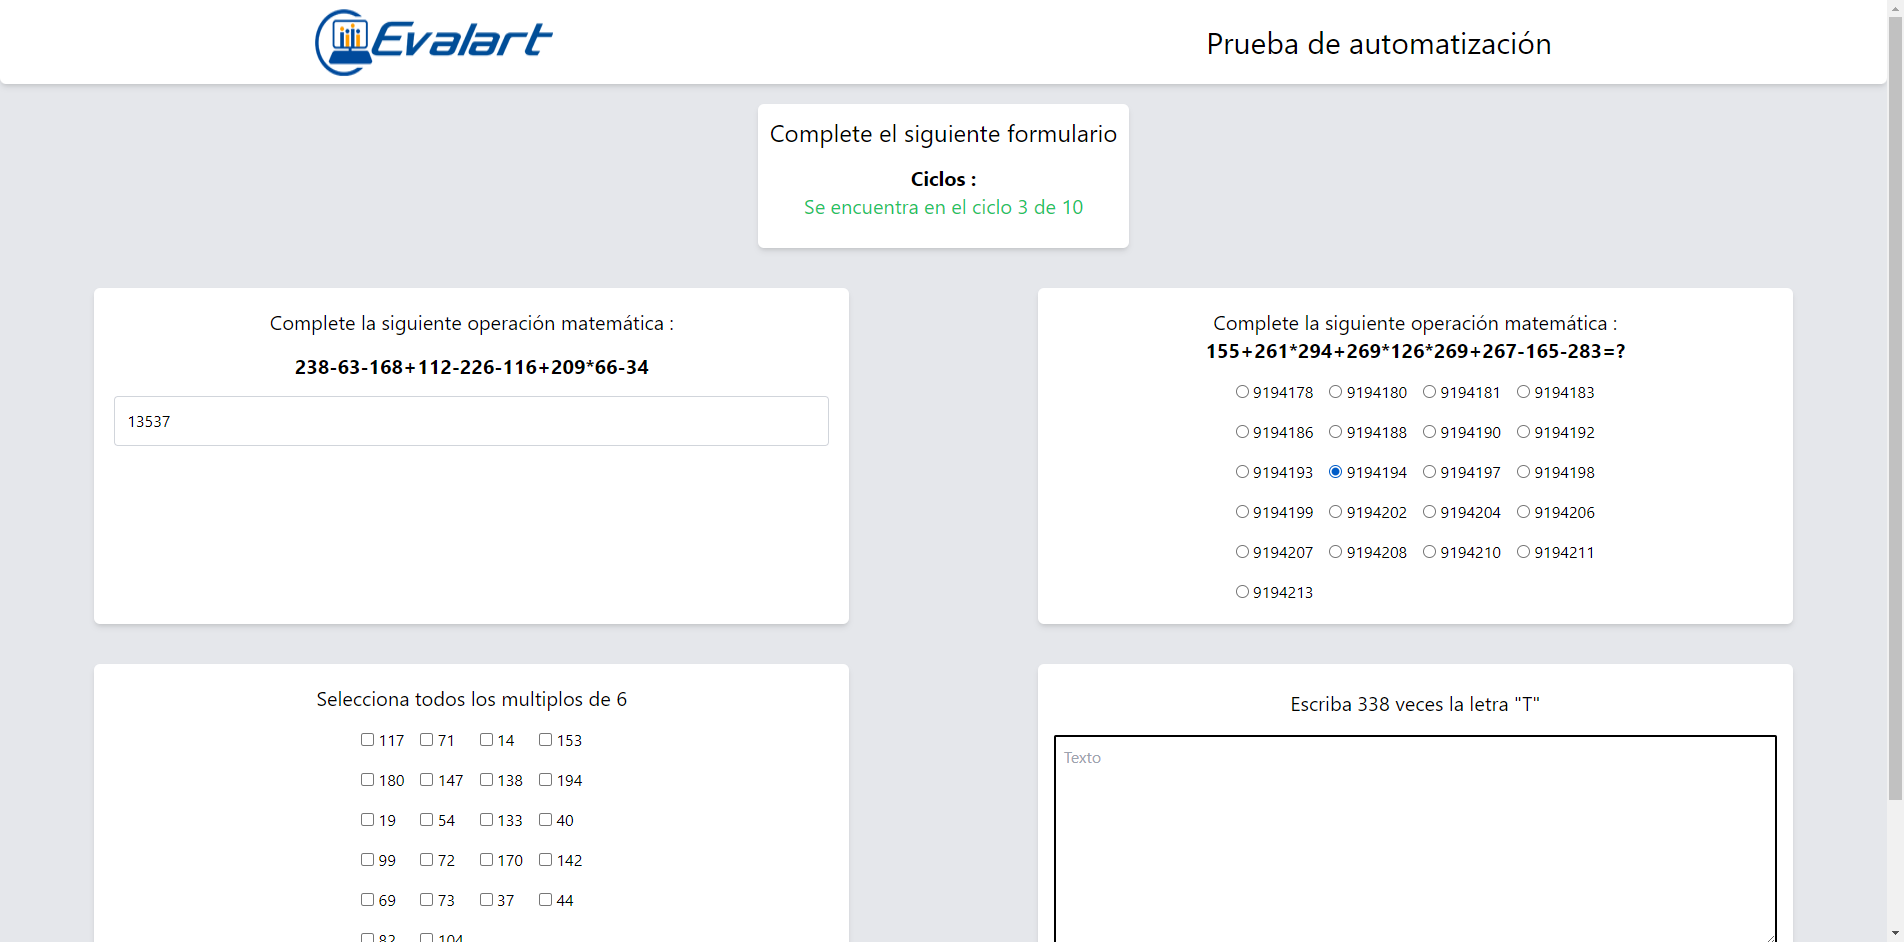 Evalart
Prueba de automatización
Complete el siguiente formulario
Ciclos :
Se encuentra en el ciclo 3 de 10
Complete la siguiente operación matemática :
238-63-168+112-226-116+209*66-34
13537
Complete la siguiente operación matemática :
155+261*294+269*126*269+267-165-283=?
9194178 9194180 9194181 9194183
9194186 9194188 9194190 9194192
9194193 9194194 9194197 9194198
9194199 9194202 9194204 9194206
9194207 9194208 9194210 9194211
9194213
Selecciona todos los multiplos de 6
117 71 14 153
180 147 138 194
19 54 133 40
99 72 170 142
69 73 37 44
82 104
Escriba 338 veces la letra "T"
Texto